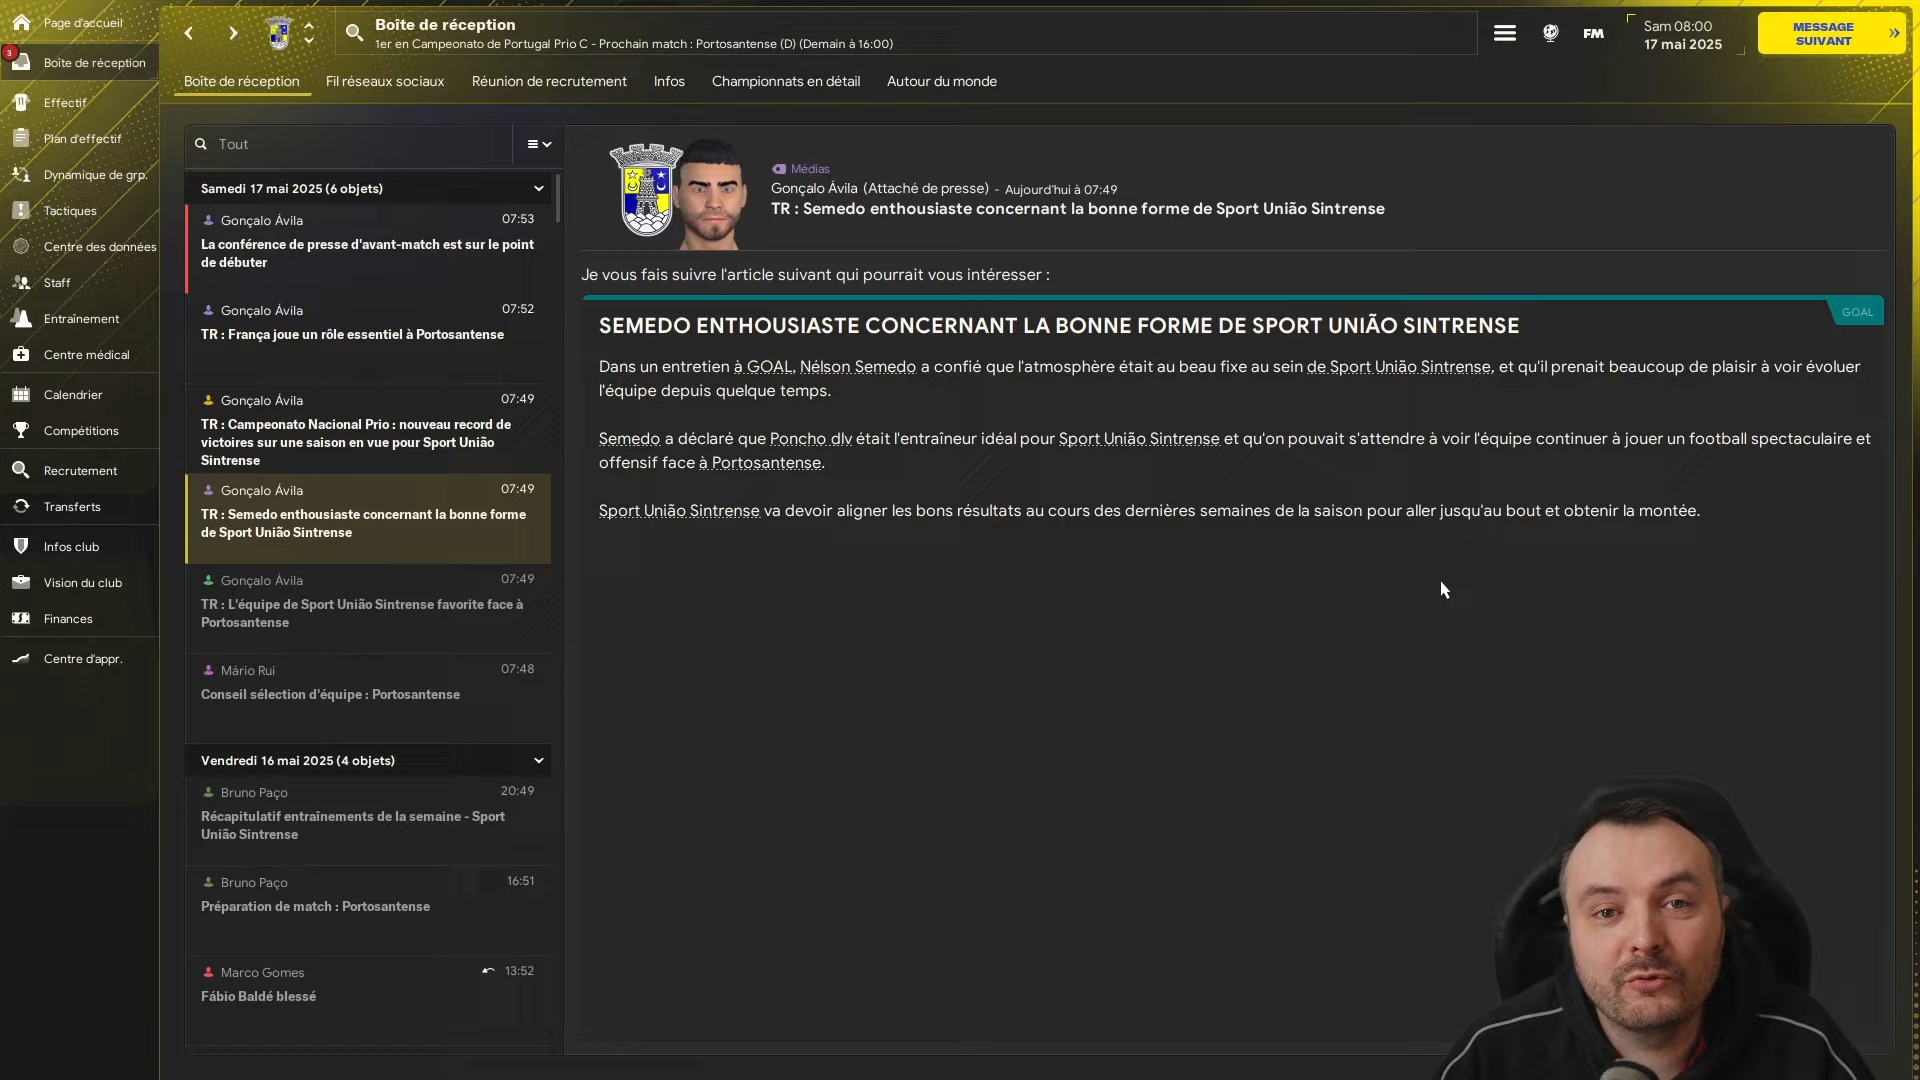 Page d'accueil
3
Boîte de réception
Effectif
Plan d'effectif
Dynamique de grp.
Tactiques
Centre des données
Staff
Entraînement
Centre médical
Calendrier
Compétitions
Recrutement
Transferts
Infos club
Vision du club
Finances
Centre d'appr.
Boîte de réception
1er en Campeonato de Portugal Prio C - Prochain match : Portosantense (D) (Demain à 16:00)
FM
Sam 08:00
17 mai 2025
MESSAGE
SUIVANT
Boîte de réception
Fil réseaux sociaux
Réunion de recrutement
Infos
Championnats en détail
Autour du monde
Tout
Samedi 17 mai 2025 (6 objets)
Gonçalo Ávila 07:53
La conférence de presse d'avant-match est sur le point
de débuter
Gonçalo Ávila 07:52
TR : França joue un rôle essentiel à Portosantense
Gonçalo Ávila 07:49
TR : Campeonato Nacional Prio : nouveau record de
victoires sur une saison en vue pour Sport União
Sintrense
Gonçalo Ávila 07:49
TR : Semedo enthousiaste concernant la bonne forme
de Sport União Sintrense
Gonçalo Ávila 07:49
TR : L'équipe de Sport União Sintrense favorite face à
Portosantense
Mário Rui 07:48
Conseil sélection d'équipe : Portosantense
Vendredi 16 mai 2025 (4 objets)
Bruno Paço 20:49
Récapitulatif entraînements de la semaine - Sport
União Sintrense
Bruno Paço 16:51
Préparation de match : Portosantense
Marco Gomes 13:52
Fábio Baldé blessé
Médias
Gonçalo Ávila (Attaché de presse) - Aujourd'hui à 07:49
TR : Semedo enthousiaste concernant la bonne forme de Sport União Sintrense
Je vous fais suivre l'article suivant qui pourrait vous intéresser :
GOAL
SEMEDO ENTHOUSIASTE CONCERNANT LA BONNE FORME DE SPORT UNIÃO SINTRENSE
Dans un entretien à GOAL, Nélson Semedo a confié que l'atmosphère était au beau fixe au sein de Sport União Sintrense, et qu'il prenait beaucoup de plaisir à voir évoluer
l'équipe depuis quelque temps.
Semedo a déclaré que Poncho dlv était l'entraîneur idéal pour Sport União Sintrense et qu'on pouvait s'attendre à voir l'équipe continuer à jouer un football spectaculaire et
offensif face à Portosantense.
Sport União Sintrense va devoir aligner les bons résultats au cours des dernières semaines de la saison pour aller jusqu'au bout et obtenir la montée.